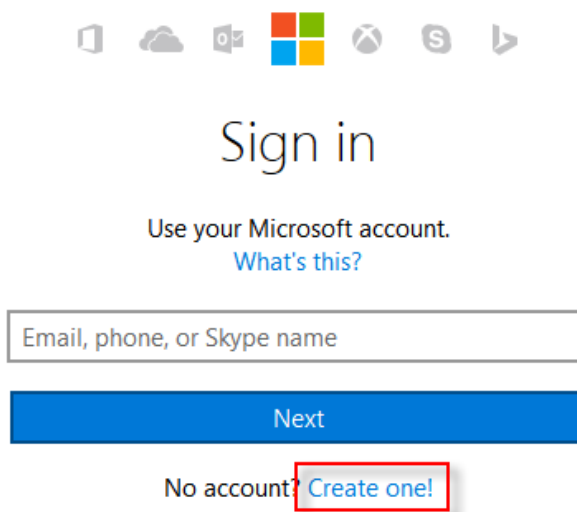 Sign in
Use your Microsoft account.
What's this?
Email, phone, or Skype name
Next
No account? Create one!